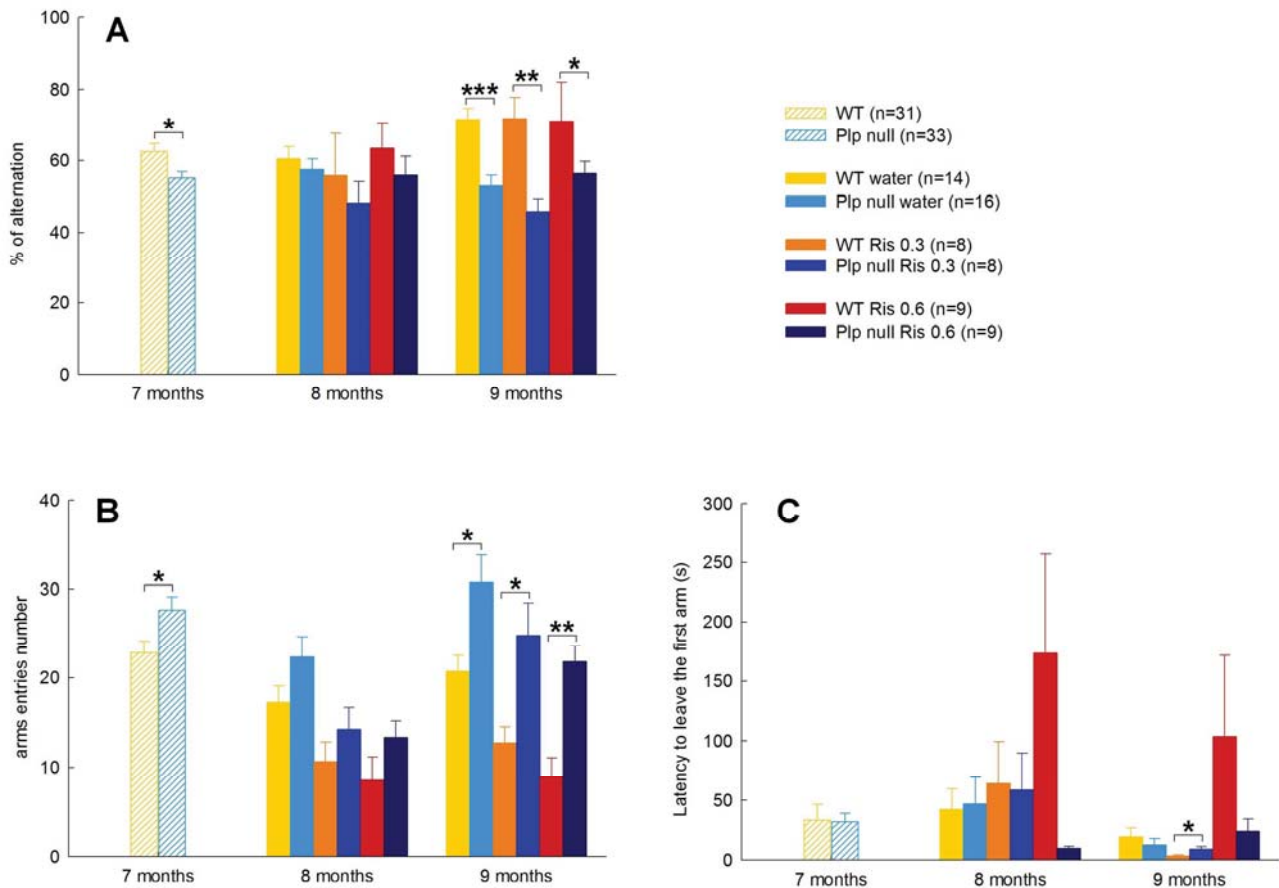 A
% of alternation
100
80
60
40
20
0
*
***
**
*
7 months
8 months
9 months
WT (n=31)
Plp null (n=33)
WT water (n=14)
Plp null water (n=16)
WT Ris 0.3 (n=8)
Plp null Ris 0.3 (n=8)
WT Ris 0.6 (n=9)
Plp null Ris 0.6 (n=9)
B
arms entries number
40
30
20
10
0
*
*
*
**
7 months
8 months
9 months
C
Latency to leave the first arm (s)
300
250
200
150
100
50
0
*
7 months
8 months
9 months